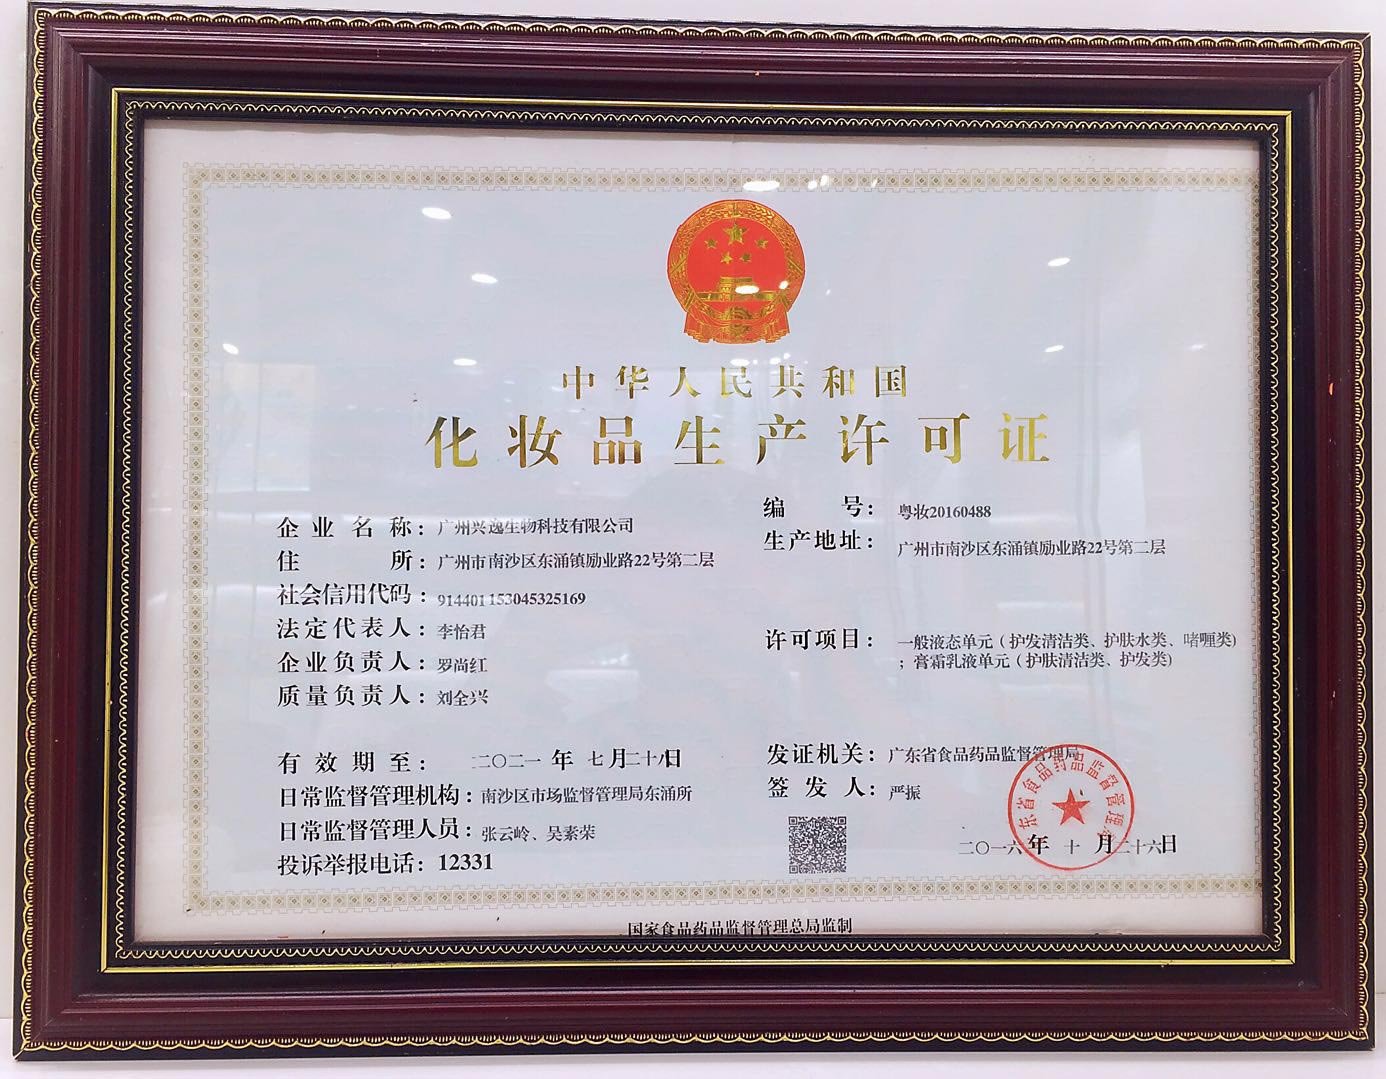 中华人民共和国
化妆品生产许可证
编号：粤妆20160488
企业名称：广州兴逸生物科技有限公司
生产地址：广州市南沙区东涌镇励业路22号第二层
住所：广州市南沙区东涌镇励业路22号第二层
社会信用代码：914401153045325169
法定代表人：李怡君
许可项目：一般液态单元（护发清洁类、护肤水类、啫喱类)
；膏霜乳液单元（护肤清洁类、护发类)
企业负责人：罗尚红
质量负责人：刘全兴
有效期至：二〇二一年七月二十八日
发证机关：广东省食品药品监督管理局
日常监督管理机构：南沙区市场监督管理局东涌所
签发人：严振
日常监督管理人员：张云岭、吴素荣
投诉举报电话：12331
东省食品药品监督管理
二〇一六年十月二十六日
国家食品药品监督管理总局监制